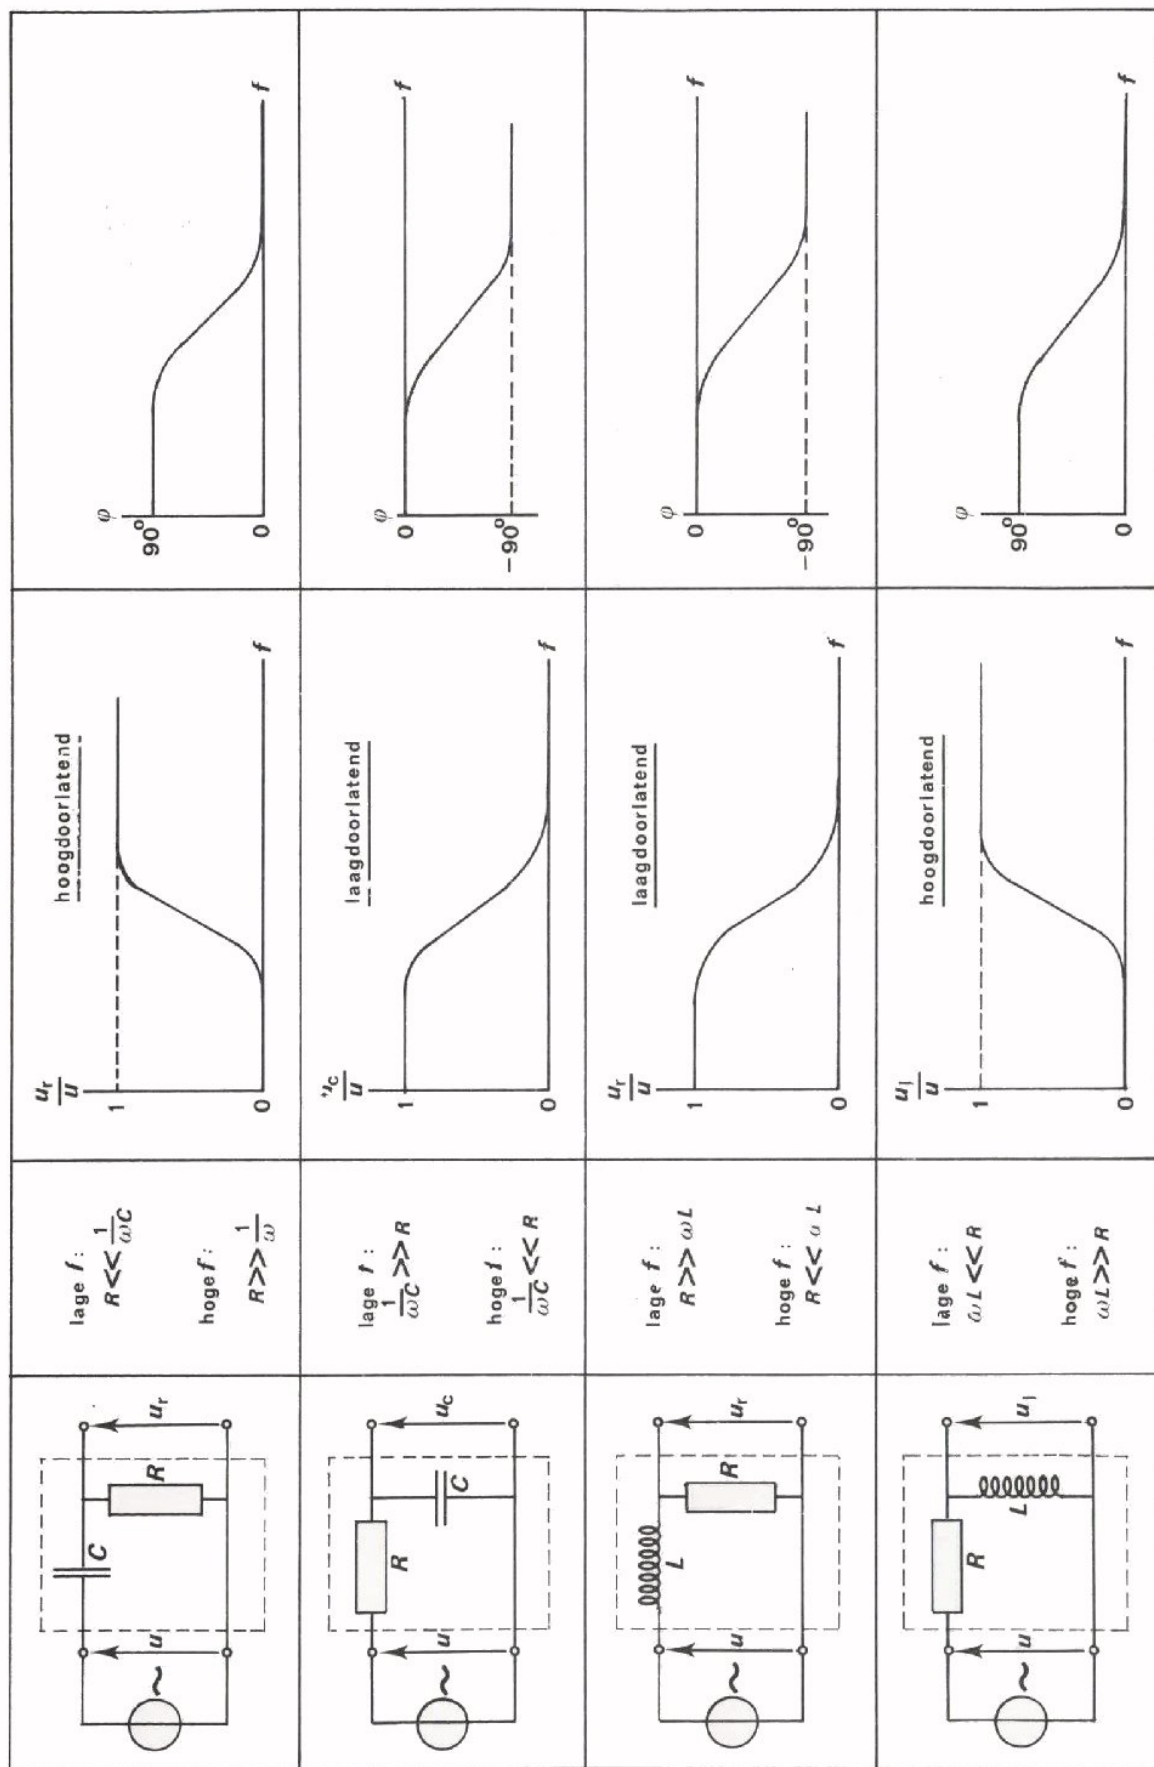 C
R
u
u_r
~
lage f :
R << 1/ωC
hoge f :
R >> 1/ω
u_r/u
1
0
hoogdoorlatend
f
φ
90°
0
f
R
C
u
u_c
~
lage f :
1/ωC >> R
hoge f :
1/ωC << R
u_c/u
1
0
laagdoorlatend
f
φ
0
−90°
f
L
R
u
u_r
~
lage f :
R >> ωL
hoge f :
R << ωL
u_r/u
1
0
laagdoorlatend
f
φ
0
−90°
f
R
L
u
u_l
~
lage f :
ωL << R
hoge f :
ωL >> R
u_l/u
1
0
hoogdoorlatend
f
φ
90°
0
f